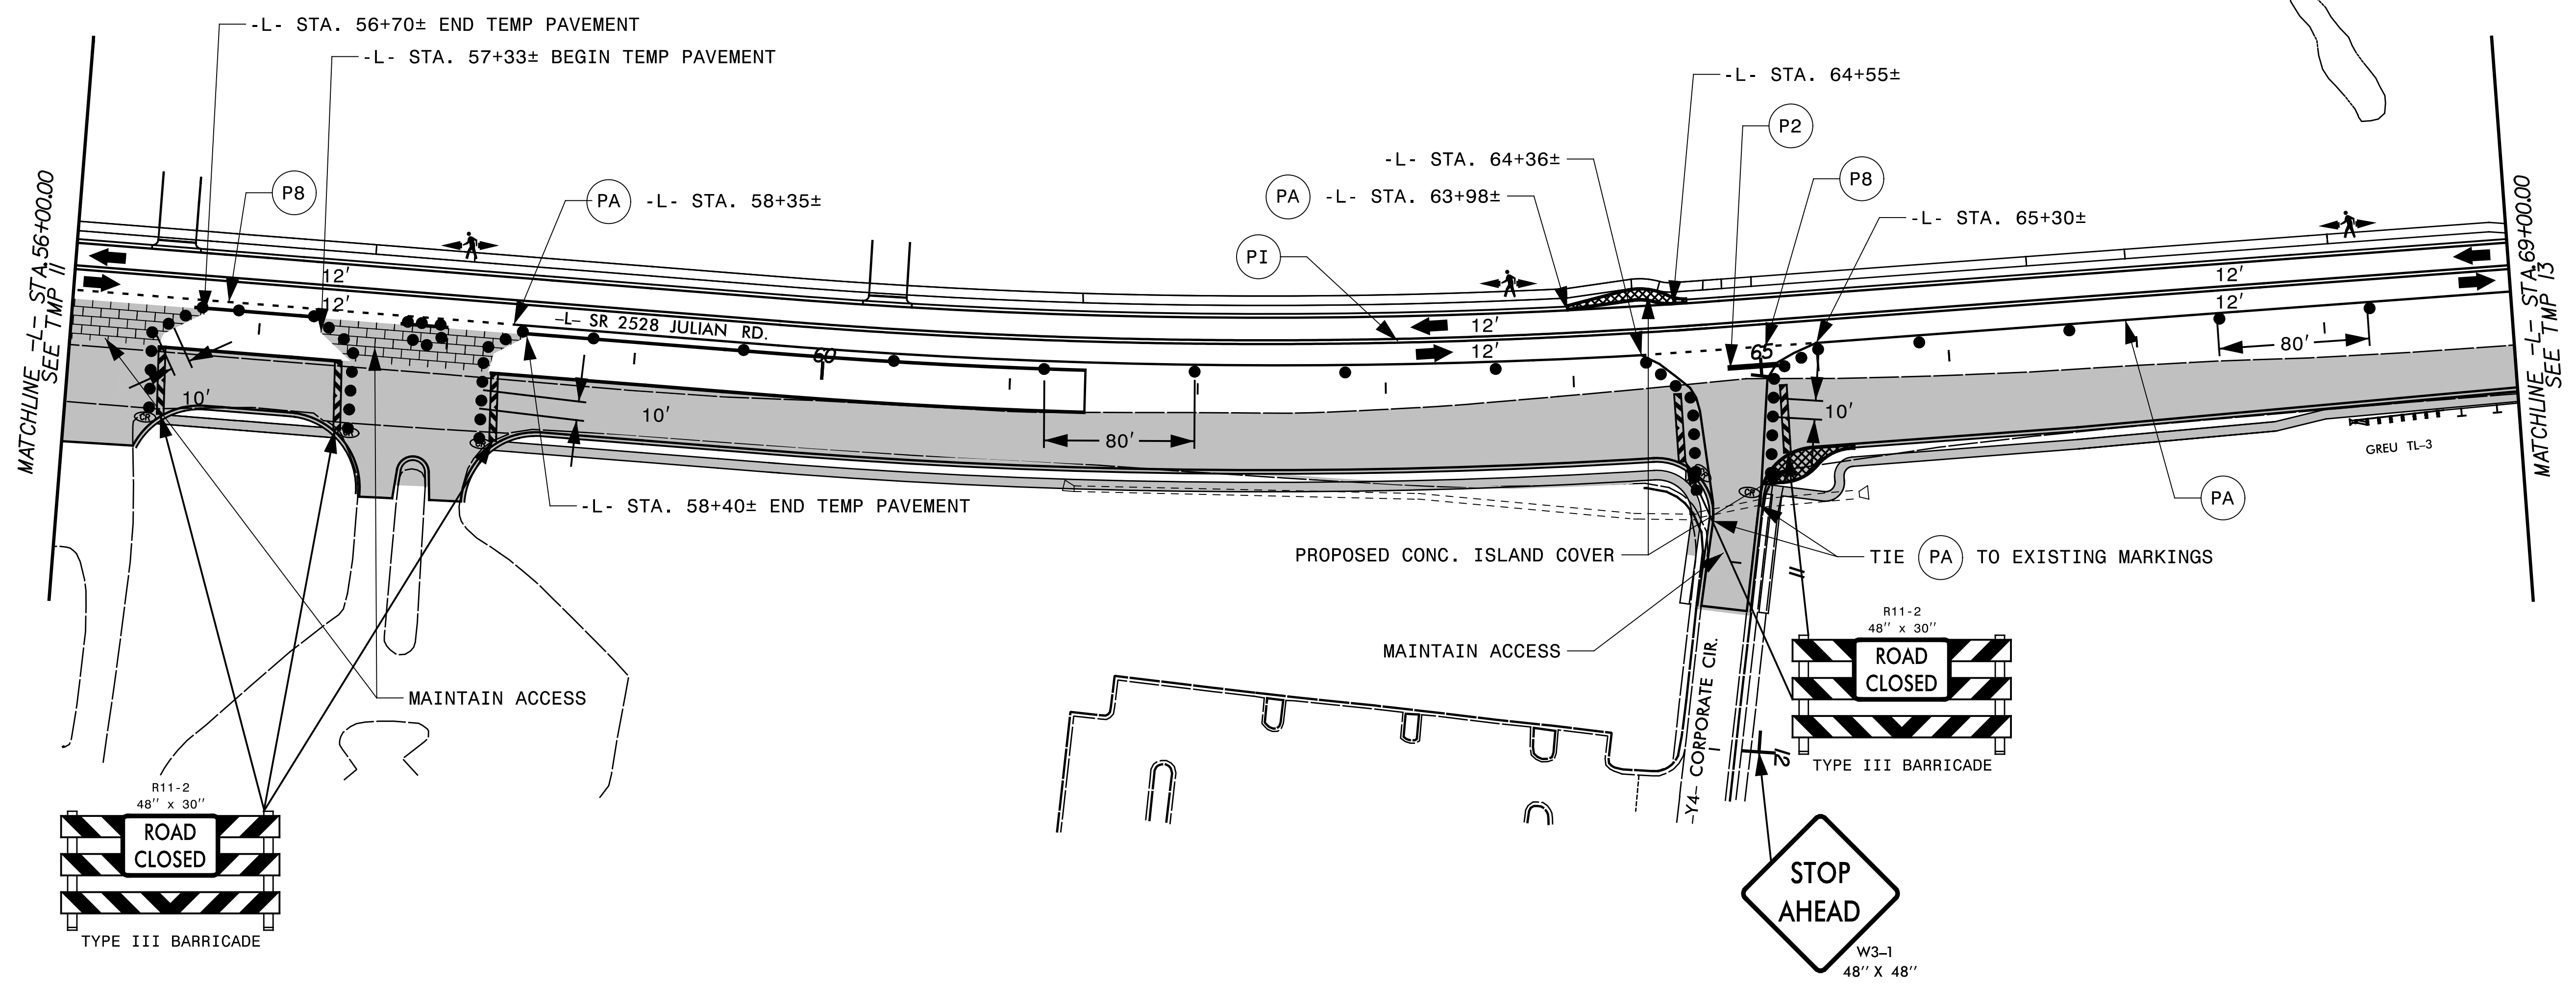 -L- STA. 56+70± END TEMP PAVEMENT
-L- STA. 57+33± BEGIN TEMP PAVEMENT
-L- STA. 64+55±
P2
-L- STA. 64+36±
P8
P8
PA -L- STA. 58+35±
PA -L- STA. 63+98±
-L- STA. 65+30±
PI
MATCHLINE -L- STA.56+00.00
SEE TMP 11
MATCHLINE -L- STA.69+00.00
SEE TMP 13
12'
12'
-L- SR 2528 JULIAN RD.
12'
12'
12'
12'
60
65
80'
10'
10'
10'
80'
CR
CR
CR
CR
GREU TL-3
PA
-L- STA. 58+40± END TEMP PAVEMENT
PROPOSED CONC. ISLAND COVER
TIE PA TO EXISTING MARKINGS
11
MAINTAIN ACCESS
MAINTAIN ACCESS
-Y4- CORPORATE CIR.
12
R11-2
48" x 30"
ROAD
CLOSED
TYPE III BARRICADE
R11-2
48" x 30"
ROAD
CLOSED
TYPE III BARRICADE
STOP
AHEAD
W3-1
48" X 48"